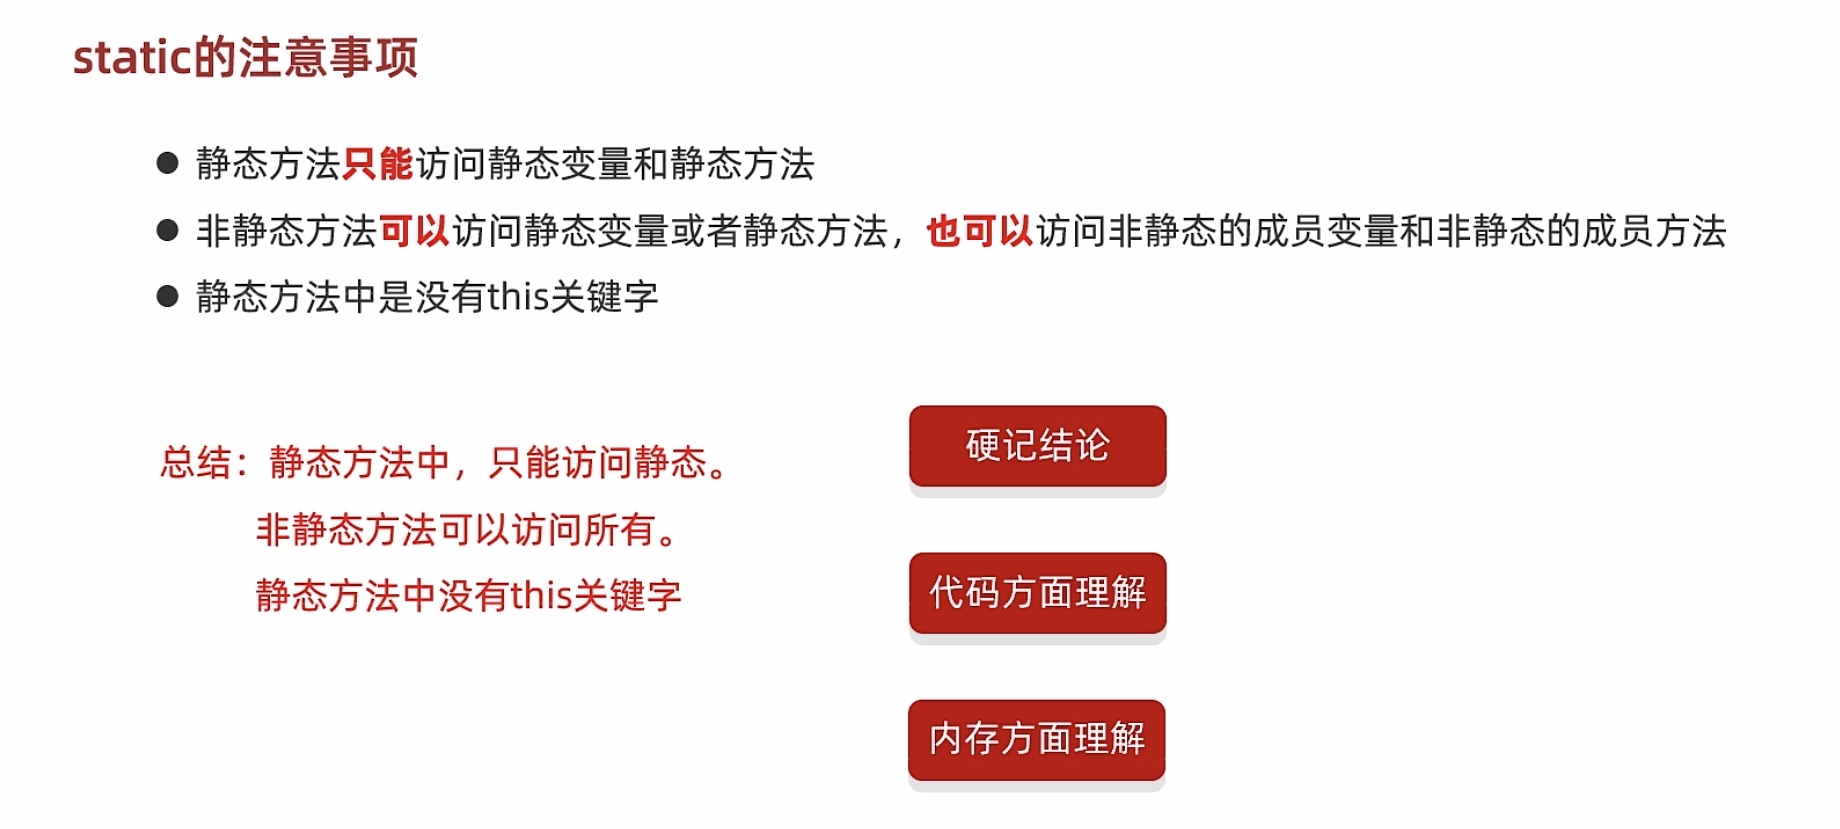 static的注意事项
● 静态方法只能访问静态变量和静态方法
● 非静态方法可以访问静态变量或者静态方法，也可以访问非静态的成员变量和非静态的成员方法
● 静态方法中是没有this关键字
总结：静态方法中，只能访问静态。
非静态方法可以访问所有。
静态方法中没有this关键字
硬记结论
代码方面理解
内存方面理解